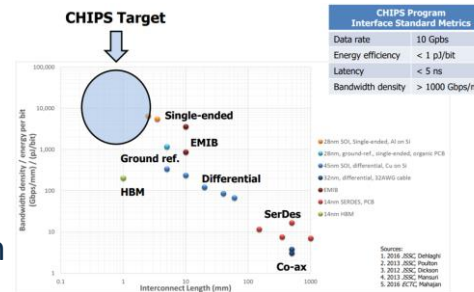 CHIPS Target
CHIPS Program
Interface Standard Metrics
Data rate 10 Gpbs
Energy efficiency < 1 pJ/bit
Latency < 5 ns
Bandwidth density > 1000 Gbps/m
Bandwidth density / energy per bit
(Gbps/mm) / (pJ/bit)
100,000
10,000
1,000
100
10
1
0.1
1
10
100
1000
Interconnect Length (mm)
Single-ended
EMIB
Ground ref.
Differential
HBM
SerDes
Co-ax
28nm SOI, Single-ended, Al on Si
28nm, ground-ref., single-ended, organic PCB
45nm SOI, differential, Cu on Si
32nm, differential, 32AWG cable
EMIB
14nm SERDES, PCB
14nm HBM
Sources:
1. 2016 JSSC, Dehlaghi
2. 2013 JSSC, Poulton
3. 2012 JSSC, Dickson
4. 2013 JSSC, Mansuri
5. 2016 ECTC, Mahajan